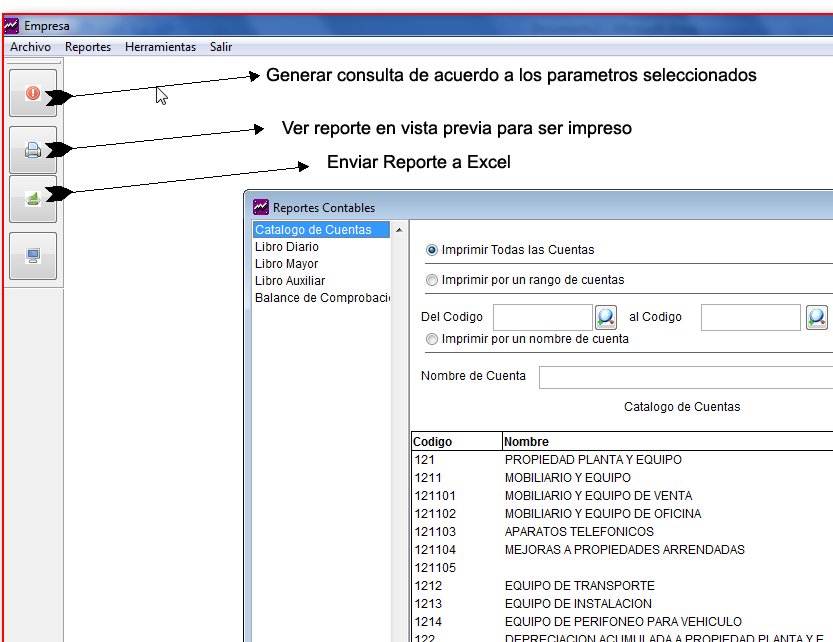 Empresa
Archivo Reportes Herramientas Salir
Generar consulta de acuerdo a los parametros seleccionados
Ver reporte en vista previa para ser impreso
Enviar Reporte a Excel
Reportes Contables
Catalogo de Cuentas
Libro Diario
Libro Mayor
Libro Auxiliar
Balance de Comprobaci
Imprimir Todas las Cuentas
Imprimir por un rango de cuentas
Del Codigo al Codigo
Imprimir por un nombre de cuenta
Nombre de Cuenta
Catalogo de Cuentas
Codigo Nombre
121 PROPIEDAD PLANTA Y EQUIPO
1211 MOBILIARIO Y EQUIPO
121101 MOBILIARIO Y EQUIPO DE VENTA
121102 MOBILIARIO Y EQUIPO DE OFICINA
121103 APARATOS TELEFONICOS
121104 MEJORAS A PROPIEDADES ARRENDADAS
121105
1212 EQUIPO DE TRANSPORTE
1213 EQUIPO DE INSTALACION
1214 EQUIPO DE PERIFONEO PARA VEHICULO
122 DEPRECIACION ACUMULADA A PROPIEDAD PLANTA Y E